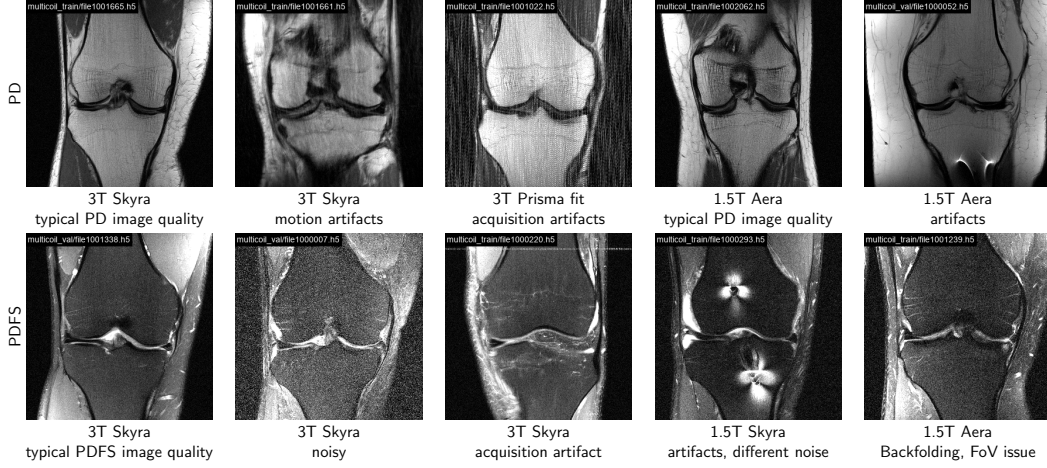 multicoil_train/file1001665.h5
multicoil_train/file1001661.h5
multicoil_train/file1001022.h5
multicoil_train/file1002062.h5
multicoil_val/file1000052.h5
PD
3T Skyra
typical PD image quality
3T Skyra
motion artifacts
3T Prisma fit
acquisition artifacts
1.5T Aera
typical PD image quality
1.5T Aera
artifacts
multicoil_val/file1001338.h5
multicoil_val/file1000007.h5
multicoil_train/file1000220.h5
multicoil_train/file1000293.h5
multicoil_train/file1001239.h5
PDFS
3T Skyra
typical PDFS image quality
3T Skyra
noisy
3T Skyra
acquisition artifact
1.5T Skyra
artifacts, different noise
1.5T Aera
Backfolding, FoV issue